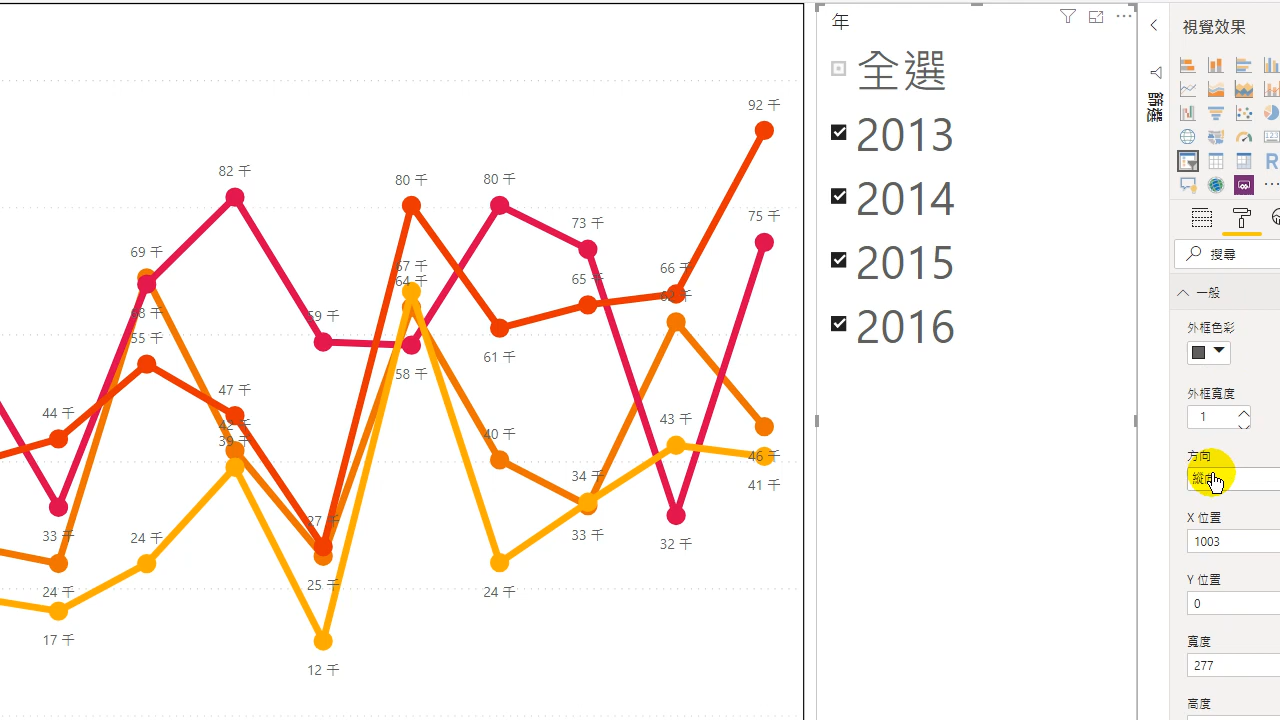 92 千
82 千
80 千
80 千
75 千
73 千
69 千
67 千
64 千
65 千
66 千
62 千
68 千
55 千
59 千
61 千
58 千
44 千
47 千
42 千
39 千
40 千
43 千
46 千
41 千
34 千
33 千
33 千
32 千
27 千
25 千
24 千
24 千
24 千
17 千
12 千
年
全選
2013
2014
2015
2016
篩選
視覺效果
R
搜尋
一般
外框色彩
外框寬度
1
方向
X 位置
1003
Y 位置
0
寬度
277
高度